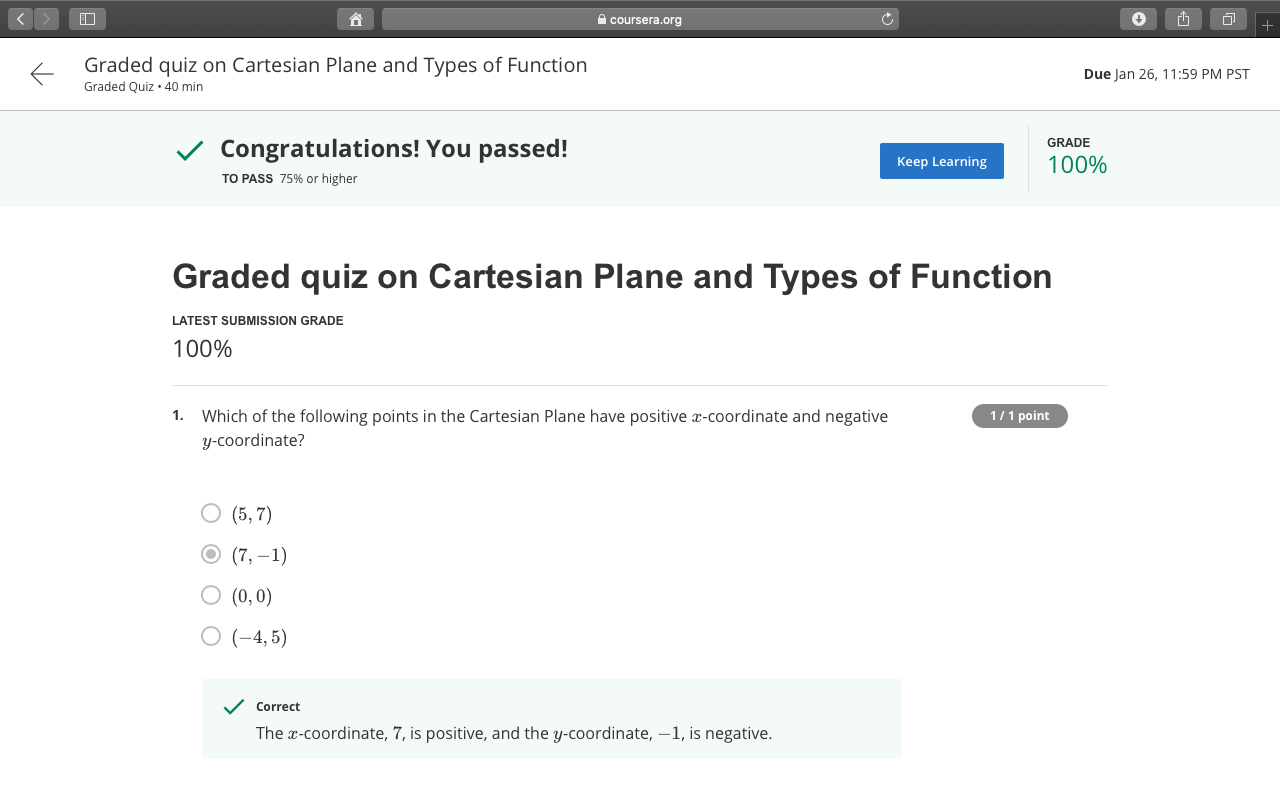 coursera.org
Graded quiz on Cartesian Plane and Types of Function
Graded Quiz • 40 min
Due Jan 26, 11:59 PM PST
Congratulations! You passed!
TO PASS 75% or higher
Keep Learning
GRADE
100%
Graded quiz on Cartesian Plane and Types of Function
LATEST SUBMISSION GRADE
100%
1. Which of the following points in the Cartesian Plane have positive x-coordinate and negative
y-coordinate?
1 / 1 point
(5, 7)
(7, −1)
(0, 0)
(−4, 5)
Correct
The x-coordinate, 7, is positive, and the y-coordinate, −1, is negative.